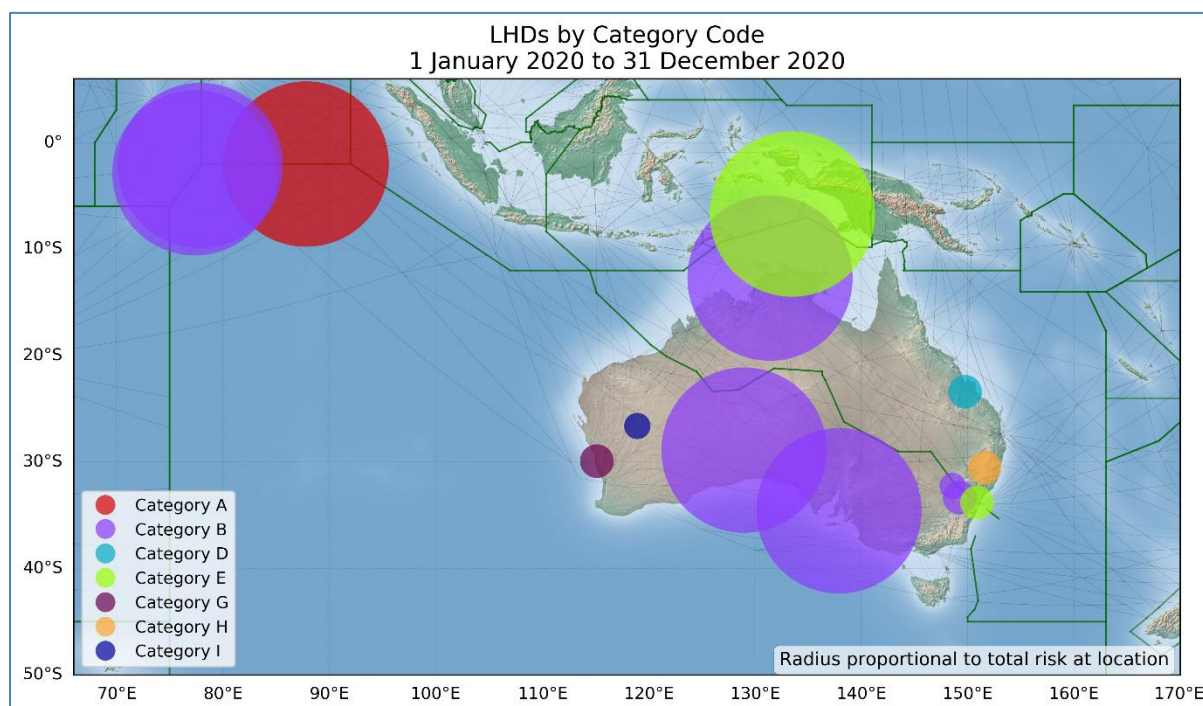 LHDs by Category Code
1 January 2020 to 31 December 2020
0°
10°S
20°S
30°S
40°S
50°S
Category A
Category B
Category D
Category E
Category G
Category H
Category I
Radius proportional to total risk at location
70°E 80°E 90°E 100°E 110°E 120°E 130°E 140°E 150°E 160°E 170°E